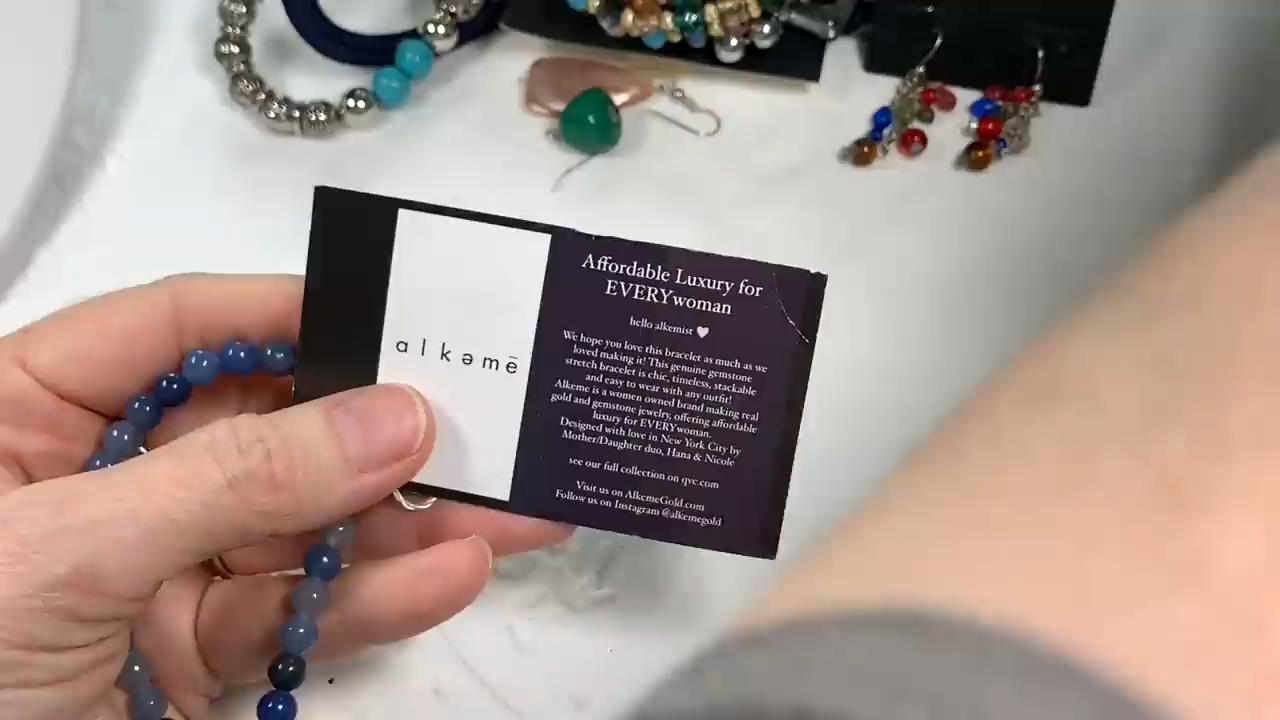 alkəmē
Affordable Luxury for
EVERYwoman
hello alkemist 🤍
We hope you love this bracelet as much as we
loved making it! This genuine gemstone
stretch bracelet is chic, timeless, stackable
and easy to wear with any outfit!
Alkeme is a women owned brand making real
gold and gemstone jewelry, offering affordable
luxury for EVERYwoman.
Designed with love in New York City by
Mother/Daughter duo, Hana & Nicole
see our full collection on qvc.com
Visit us on AlkemeGold.com
Follow us on Instagram @alkemegold